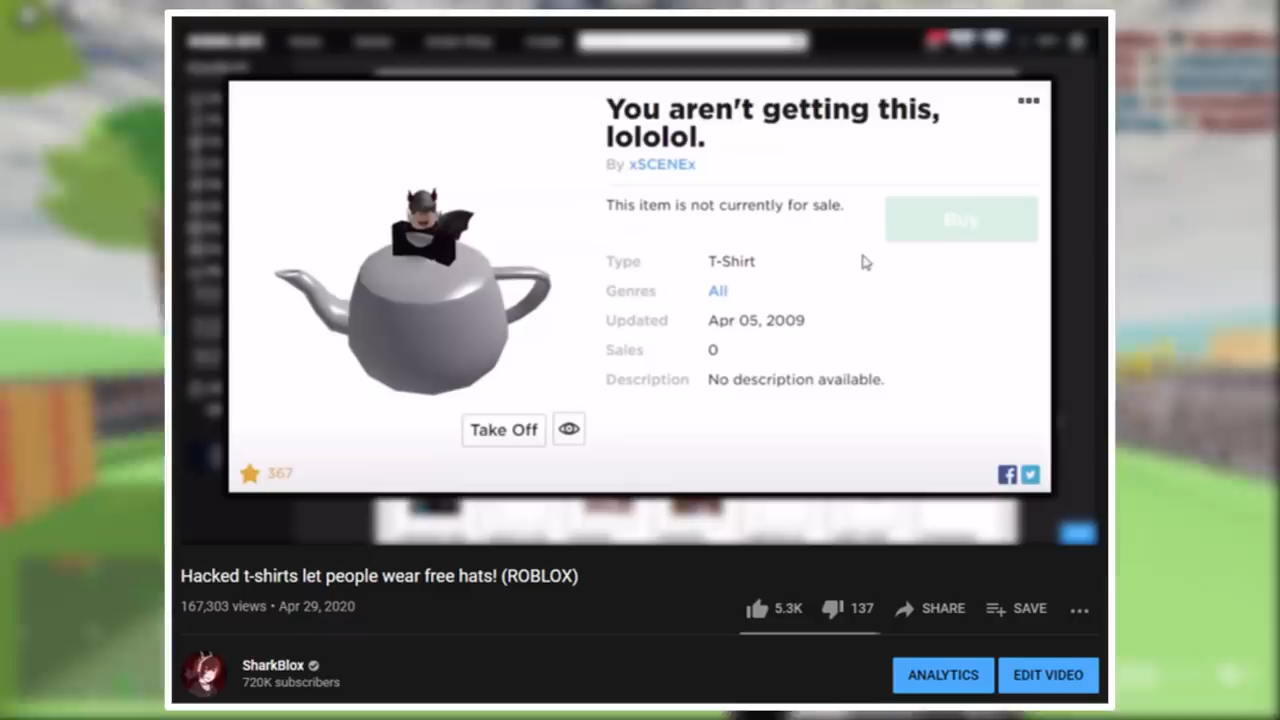 You aren't getting this,
lololol.
By xSCENEx
This item is not currently for sale.
Buy
Type T-Shirt
Genres All
Updated Apr 05, 2009
Sales 0
Description No description available.
Take Off
367
Hacked t-shirts let people wear free hats! (ROBLOX)
167,303 views • Apr 29, 2020
5.3K 137 SHARE SAVE
SharkBlox
720K subscribers
ANALYTICS EDIT VIDEO